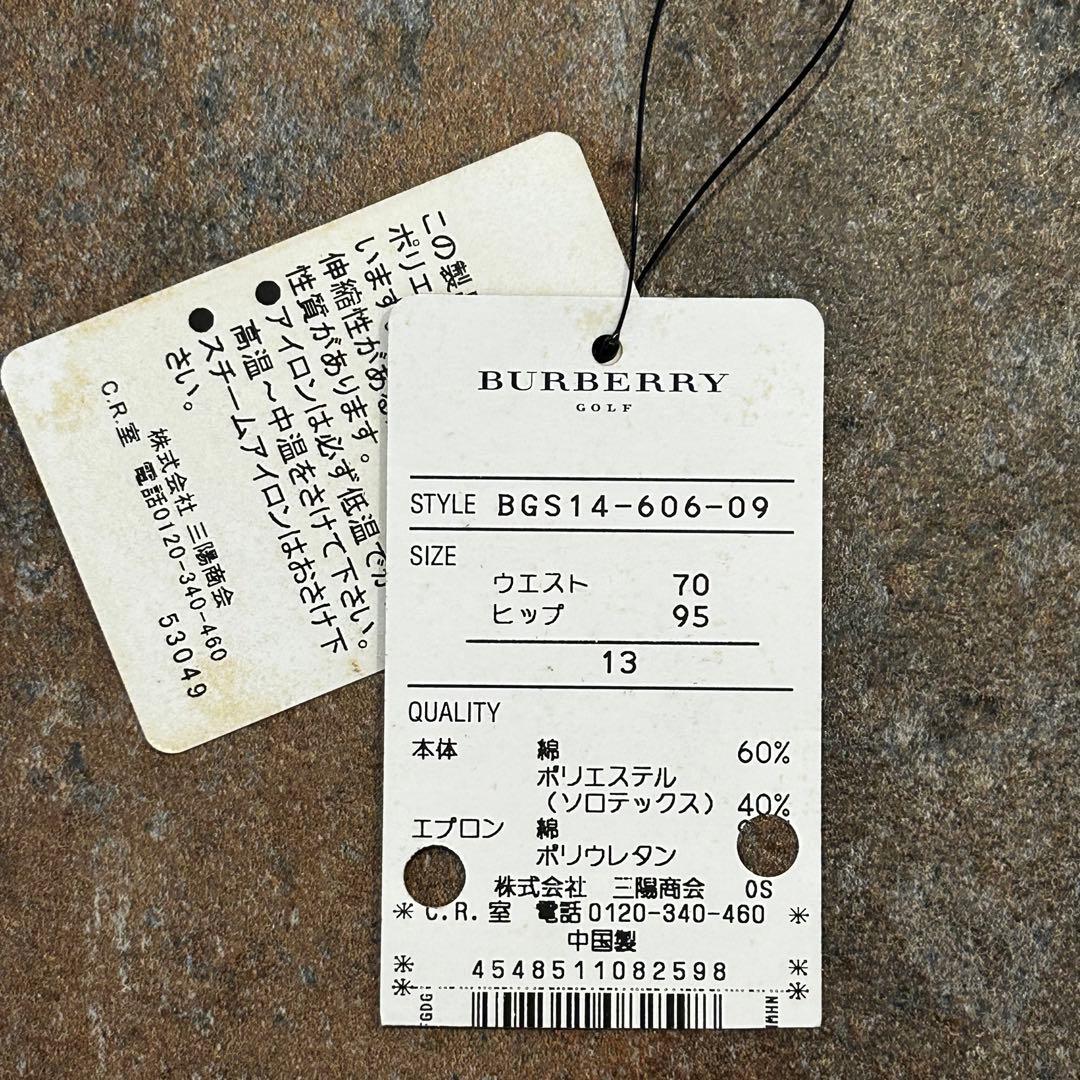 BURBERRY
GOLF
STYLE BGS14-606-09
SIZE
ウエスト 70
ヒップ 95
13
QUALITY
本体 綿 60%
ポリエステル
(ソロテックス) 40%
エプロン 綿
ポリウレタン
株式会社 三陽商会 OS
＊ C.R.室 電話0120-340-460 ＊
中国製
＊ 4548511082598 ＊
＊ ＊
FGDG
この製
ポリエ
います
伸縮性があ
性質があります。
●アイロンは必ず低温で
高温～中温をさけて下さい。
●スチームアイロンはおさけ下
さい。
株式会社 三陽商会
C.R.室 電話0120-340-460
53049